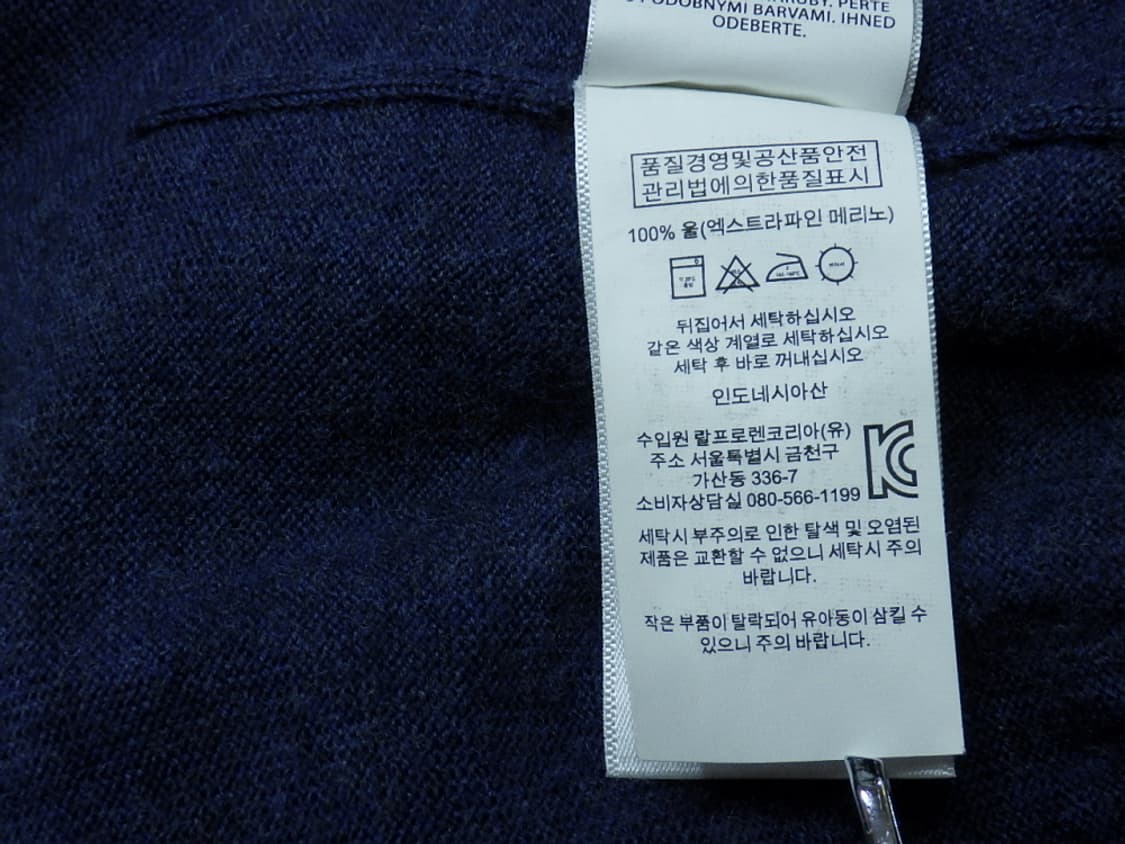 PERTE
PODOBNÝMI BARVAMI. IHNED
ODEBERTE.
품질경영및공산품안전
관리법에의한품질표시
100% 울(엑스트라파인 메리노)
뒤집어서 세탁하십시오
같은 색상 계열로 세탁하십시오
세탁 후 바로 꺼내십시오
인도네시아산
수입원 랄프로렌코리아(유)
주소 서울특별시 금천구
가산동 336-7
소비자상담실 080-566-1199
세탁시 부주의로 인한 탈색 및 오염된
제품은 교환할 수 없으니 세탁시 주의
바랍니다.
작은 부품이 탈락되어 유아동이 삼킬 수
있으니 주의 바랍니다.